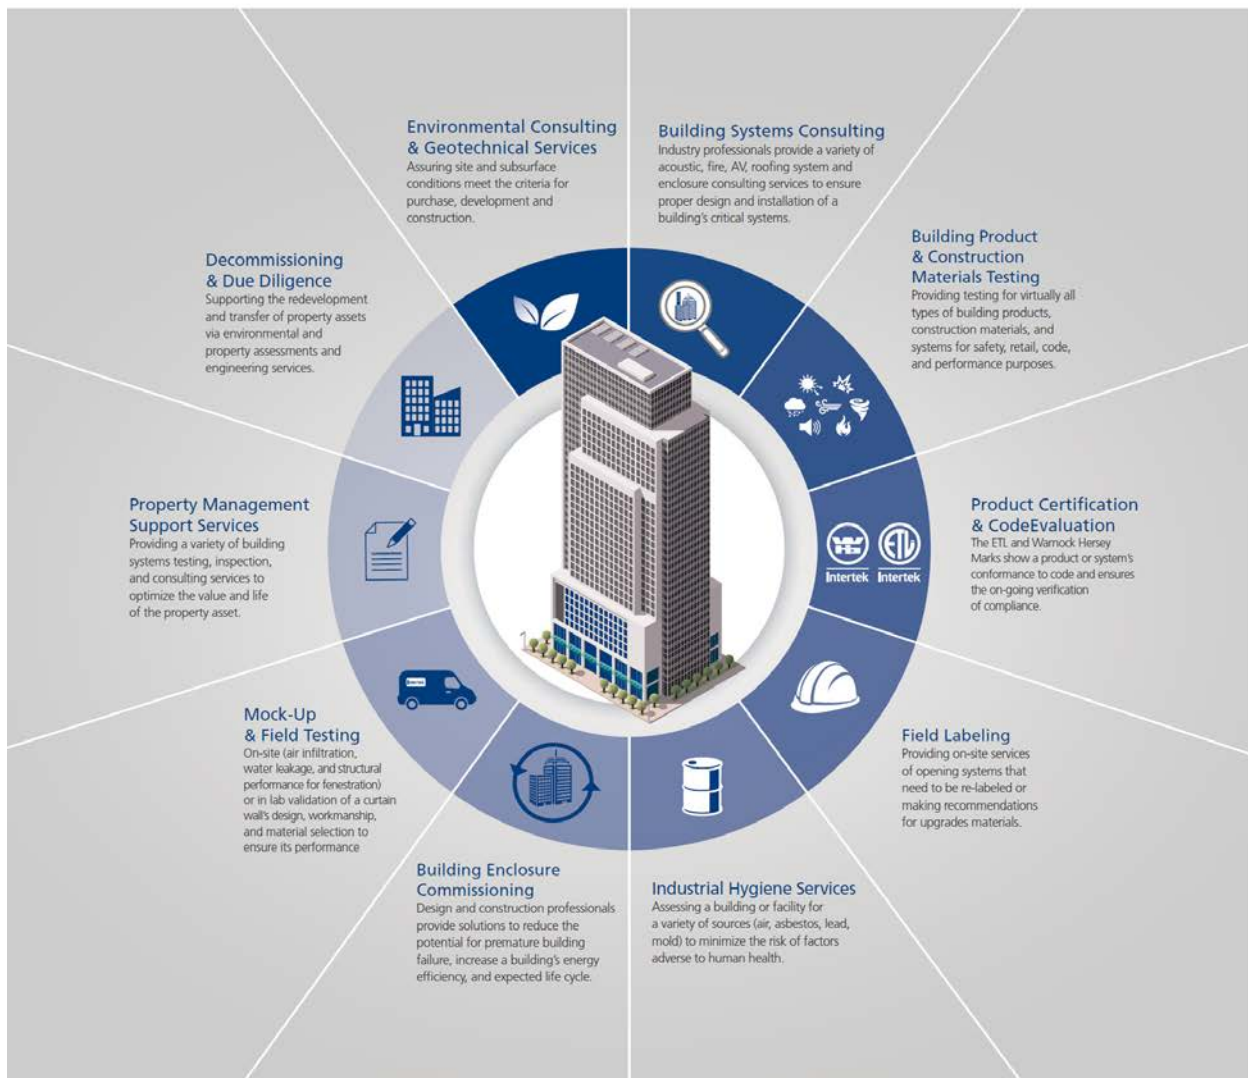 Environmental Consulting
& Geotechnical Services
Assuring site and subsurface
conditions meet the criteria for
purchase, development and
construction.
Building Systems Consulting
Industry professionals provide a variety of
acoustic, fire, AV, roofing system and
enclosure consulting services to ensure
proper design and installation of a
building's critical systems.
Building Product
& Construction
Materials Testing
Providing testing for virtually all
types of building products,
construction materials, and
systems for safety, retail, code,
and performance purposes.
Product Certification
& CodeEvaluation
The ETL and Warnock Hersey
Marks show a product or system's
conformance to code and ensures
the on-going verification
of compliance.
WH
Intertek
ETL
Intertek
Field Labeling
Providing on-site services
of opening systems that
need to be re-labeled or
making recommendations
for upgrades materials.
Industrial Hygiene Services
Assessing a building or facility for
a variety of sources (air, asbestos, lead,
mold) to minimize the risk of factors
adverse to human health.
Building Enclosure
Commissioning
Design and construction professionals
provide solutions to reduce the
potential for premature building
failure, increase a building's energy
efficiency, and expected life cycle.
Mock-Up
& Field Testing
On-site (air infiltration,
water leakage, and structural
performance for fenestration)
or in lab validation of a curtain
wall's design, workmanship,
and material selection to
ensure its performance
Property Management
Support Services
Providing a variety of building
systems testing, inspection,
and consulting services to
optimize the value and life
of the property asset.
Decommissioning
& Due Diligence
Supporting the redevelopment
and transfer of property assets
via environmental and
property assessments and
engineering services.